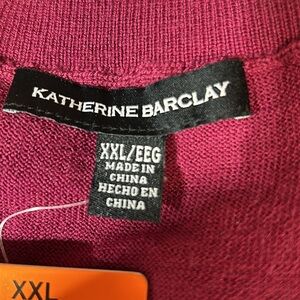 KATHERINE BARCLAY
XXL/EEG
MADE IN
CHINA
HECHO EN
CHINA
XXL